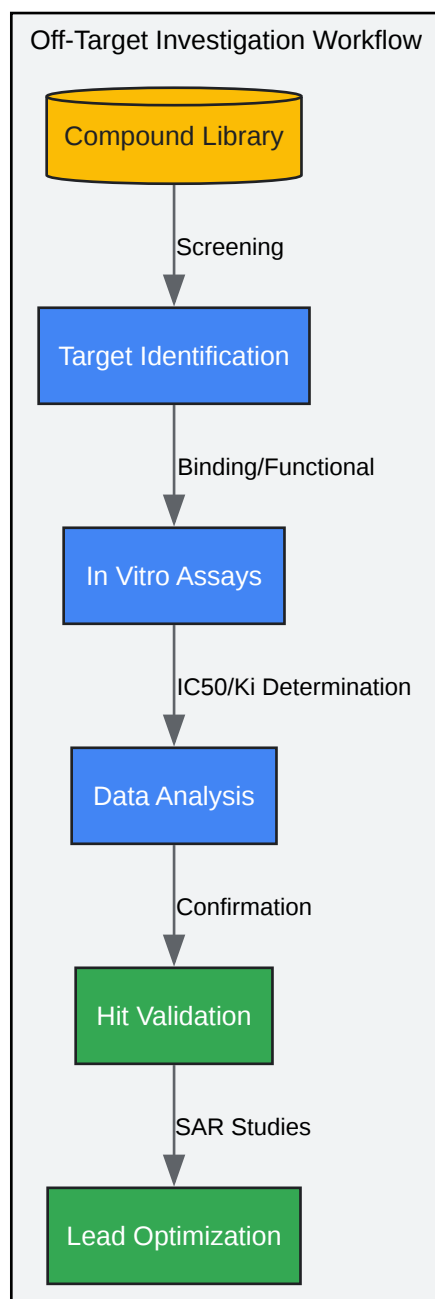 Off-Target Investigation Workflow
Compound Library
Screening
Target Identification
Binding/Functional
In Vitro Assays
IC50/Ki Determination
Data Analysis
Confirmation
Hit Validation
SAR Studies
Lead Optimization